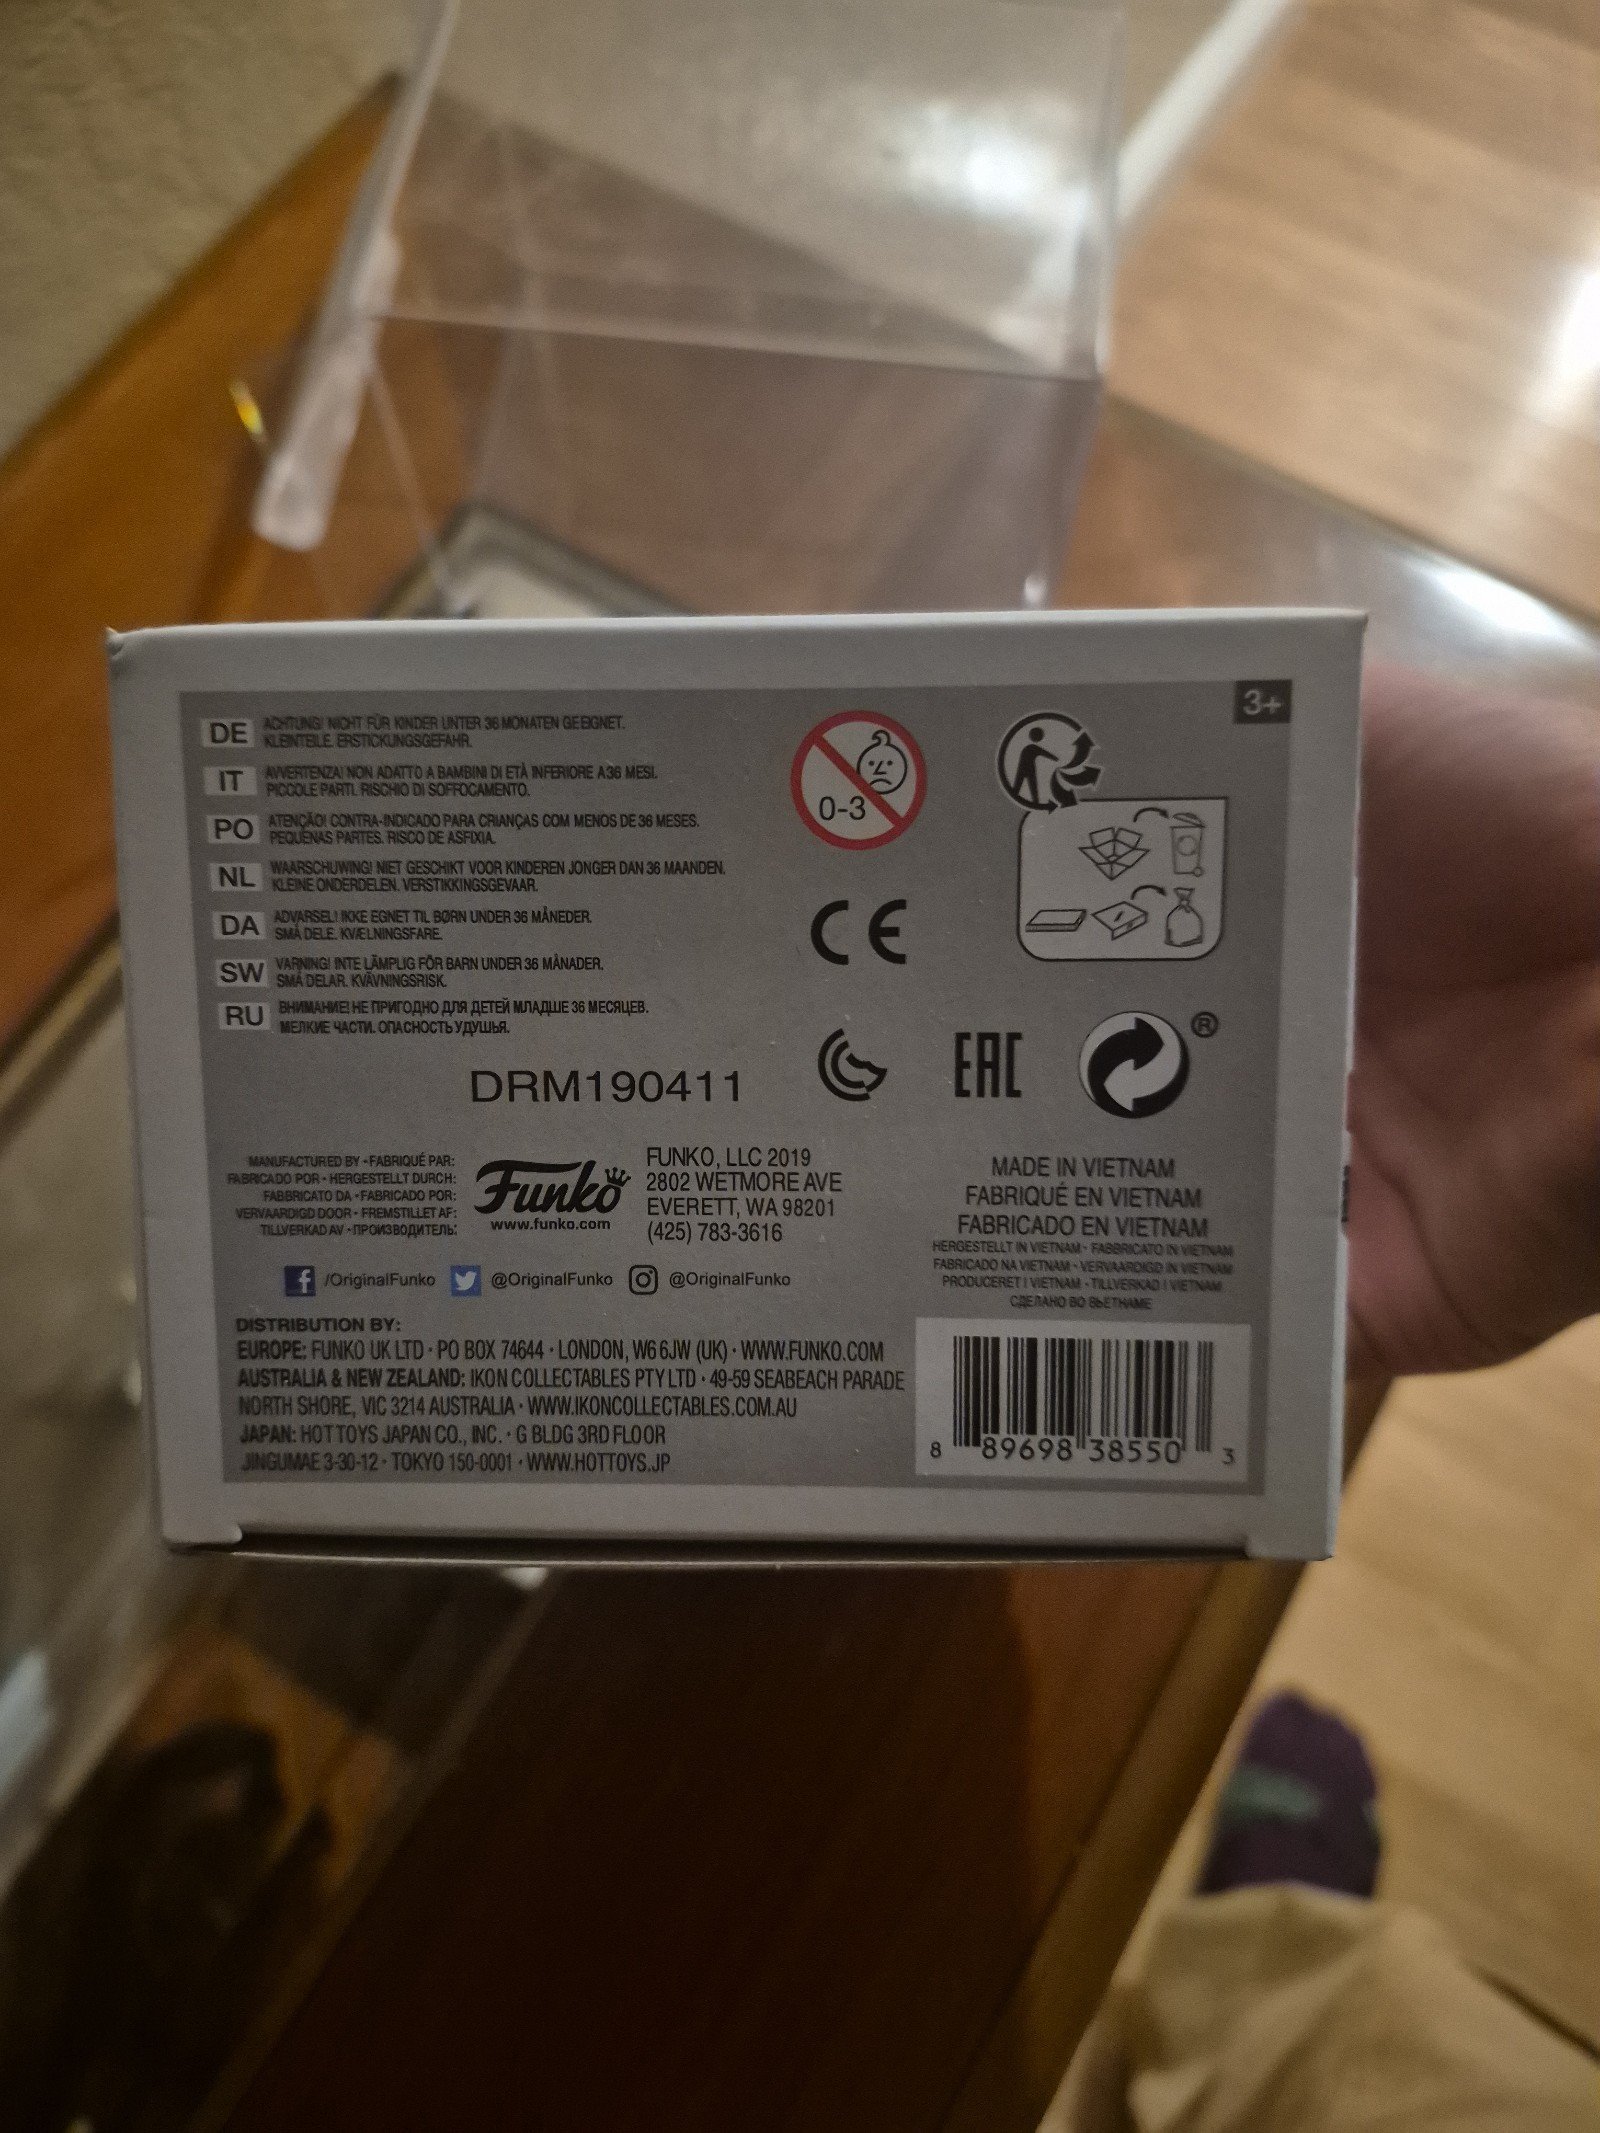 3+
DE ACHTUNG! NICHT FÜR KINDER UNTER 36 MONATEN GEEIGNET.
KLEINTEILE. ERSTICKUNGSGEFAHR.
IT AVVERTENZA! NON ADATTO A BAMBINI DI ETÀ INFERIORE A 36 MESI.
PICCOLE PARTI. RISCHIO DI SOFFOCAMENTO.
PO ATENÇÃO! CONTRA-INDICADO PARA CRIANÇAS COM MENOS DE 36 MESES.
PEQUENAS PARTES. RISCO DE ASFIXIA.
NL WAARSCHUWING! NIET GESCHIKT VOOR KINDEREN JONGER DAN 36 MAANDEN.
KLEINE ONDERDELEN. VERSTIKKINGSGEVAAR.
DA ADVARSEL! IKKE EGNET TIL BØRN UNDER 36 MÅNEDER.
SMÅ DELE. KVÆLNINGSFARE.
SW VARNING! INTE LÄMPLIG FÖR BARN UNDER 36 MÅNADER.
SMÅ DELAR. KVÄVNINGSRISK.
RU ВНИМАНИЕ! НЕ ПРИГОДНО ДЛЯ ДЕТЕЙ МЛАДШЕ 36 МЕСЯЦЕВ.
МЕЛКИЕ ЧАСТИ. ОПАСНОСТЬ УДУШЬЯ.
0-3
CE
EAC
®
DRM190411
MANUFACTURED BY • FABRIQUÉ PAR:
FABRICADO POR • HERGESTELLT DURCH:
FABBRICATO DA • FABRICADO POR:
VERVAARDIGD DOOR • FREMSTILLET AF:
TILLVERKAD AV • ПРОИЗВОДИТЕЛЬ:
Funko
www.funko.com
FUNKO, LLC 2019
2802 WETMORE AVE
EVERETT, WA 98201
(425) 783-3616
MADE IN VIETNAM
FABRIQUÉ EN VIETNAM
FABRICADO EN VIETNAM
HERGESTELLT IN VIETNAM • FABBRICATO IN VIETNAM
FABRICADO NA VIETNAM • VERVAARDIGD IN VIETNAM
PRODUCERET I VIETNAM • TILLVERKAD I VIETNAM
СДЕЛАНО ВО ВЬЕТНАМЕ
/OriginalFunko @OriginalFunko @OriginalFunko
DISTRIBUTION BY:
EUROPE: FUNKO UK LTD • PO BOX 74644 • LONDON, W6 6JW (UK) • WWW.FUNKO.COM
AUSTRALIA & NEW ZEALAND: IKON COLLECTABLES PTY LTD • 49-59 SEABEACH PARADE
NORTH SHORE, VIC 3214 AUSTRALIA • WWW.IKONCOLLECTABLES.COM.AU
JAPAN: HOT TOYS JAPAN CO., INC. • G BLDG 3RD FLOOR
JINGUMAE 3-30-12 • TOKYO 150-0001 • WWW.HOTTOYS.JP
8 89698 38550 3